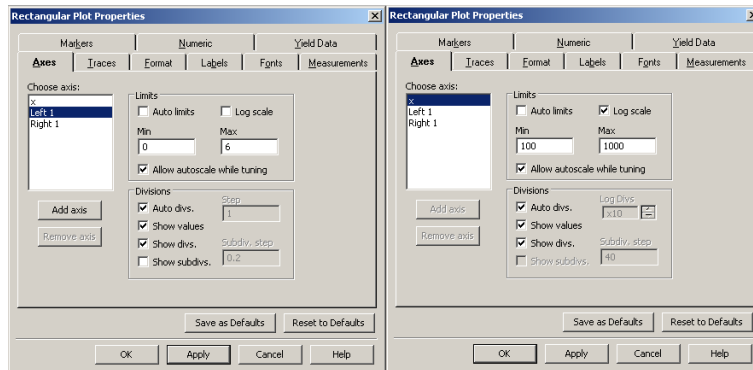 Rectangular Plot Properties
Markers Numeric Yield Data
Axes Traces Format Labels Fonts Measurements
Choose axis:
x
Left 1
Right 1
Add axis
Remove axis
Limits
Auto limits Log scale
Min Max
0 6
Allow autoscale while tuning
Divisions
Auto divs. Step
1
Show values
Show divs. Subdiv. step
Show subdivs. 0.2
Save as Defaults Reset to Defaults
OK Apply Cancel Help
Rectangular Plot Properties
Markers Numeric Yield Data
Axes Traces Format Labels Fonts Measurements
Choose axis:
x
Left 1
Right 1
Add axis
Remove axis
Limits
Auto limits Log scale
Min Max
100 1000
Allow autoscale while tuning
Divisions
Auto divs. Log Divs
x10
Show values
Show divs. Subdiv. step
Show subdivs. 40
Save as Defaults Reset to Defaults
OK Apply Cancel Help